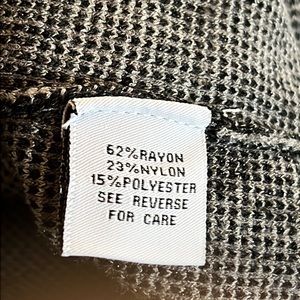 62%RAYON
23%NYLON
15%POLYESTER
SEE REVERSE
FOR CARE